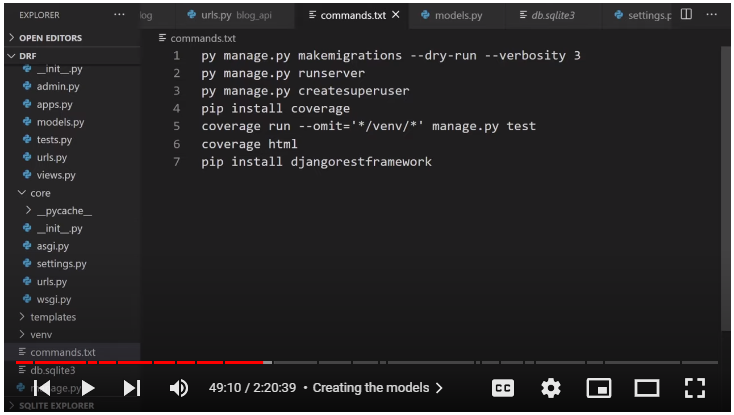 EXPLORER ···
log
urls.py blog_api
commands.txt ×
models.py
db.sqlite3
settings.p ···
> OPEN EDITORS
DRF
__init__.py
admin.py
apps.py
models.py
tests.py
urls.py
views.py
core
> __pycache__
__init__.py
asgi.py
settings.py
urls.py
wsgi.py
> templates
> venv
commands.txt
db.sqlite3
manage.py
> SQLITE EXPLORER
commands.txt
1 py manage.py makemigrations --dry-run --verbosity 3
2 py manage.py runserver
3 py manage.py createsuperuser
4 pip install coverage
5 coverage run --omit='*/venv/*' manage.py test
6 coverage html
7 pip install djangorestframework
49:10 / 2:20:39 • Creating the models >
CC